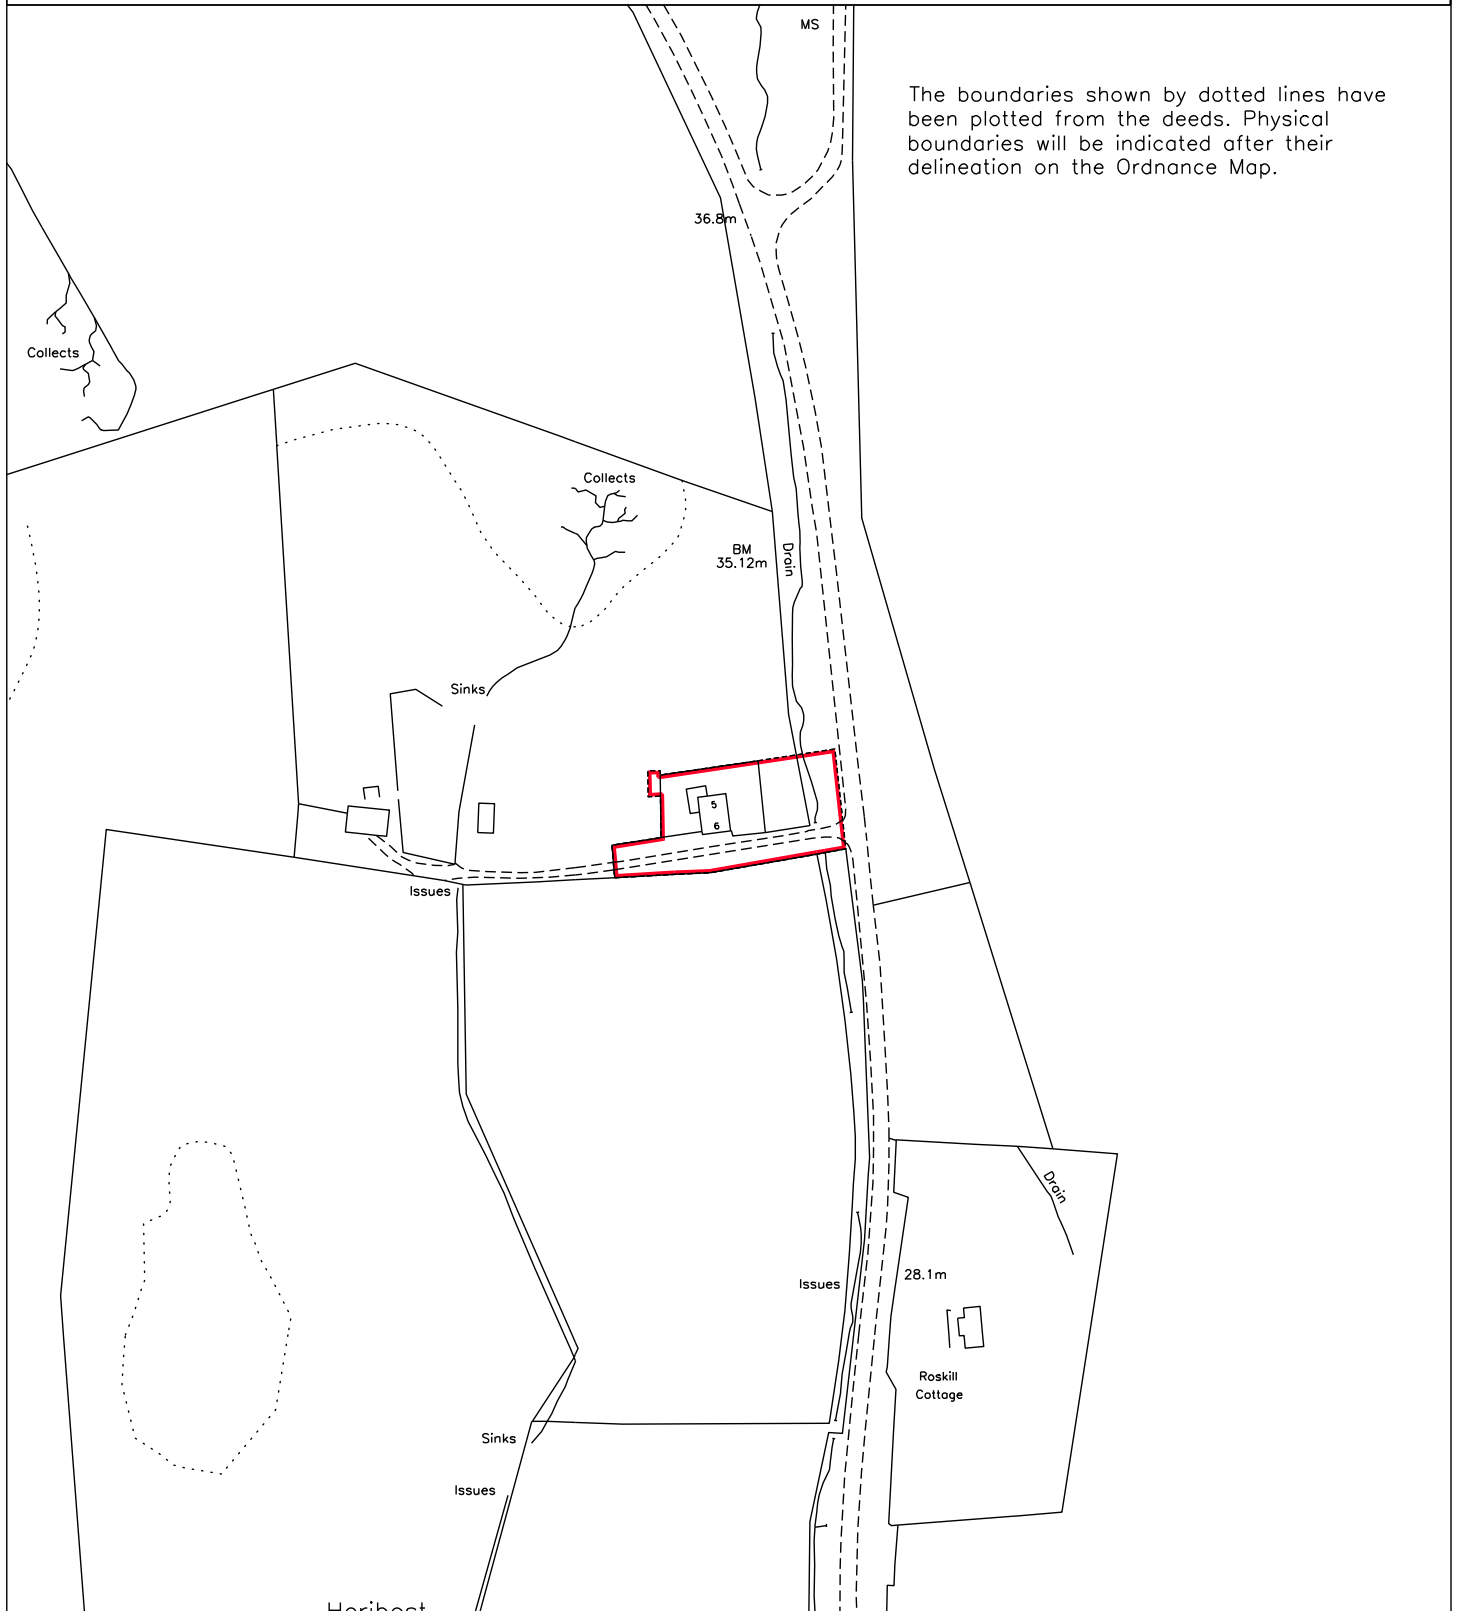 MS
The boundaries shown by dotted lines have
been plotted from the deeds. Physical
boundaries will be indicated after their
delineation on the Ordnance Map.
36.8m
Collects
Collects
BM
35.12m
Drain
Sinks
5
6
Issues
Drain
Issues
28.1m
Roskill
Cottage
Sinks
Issues